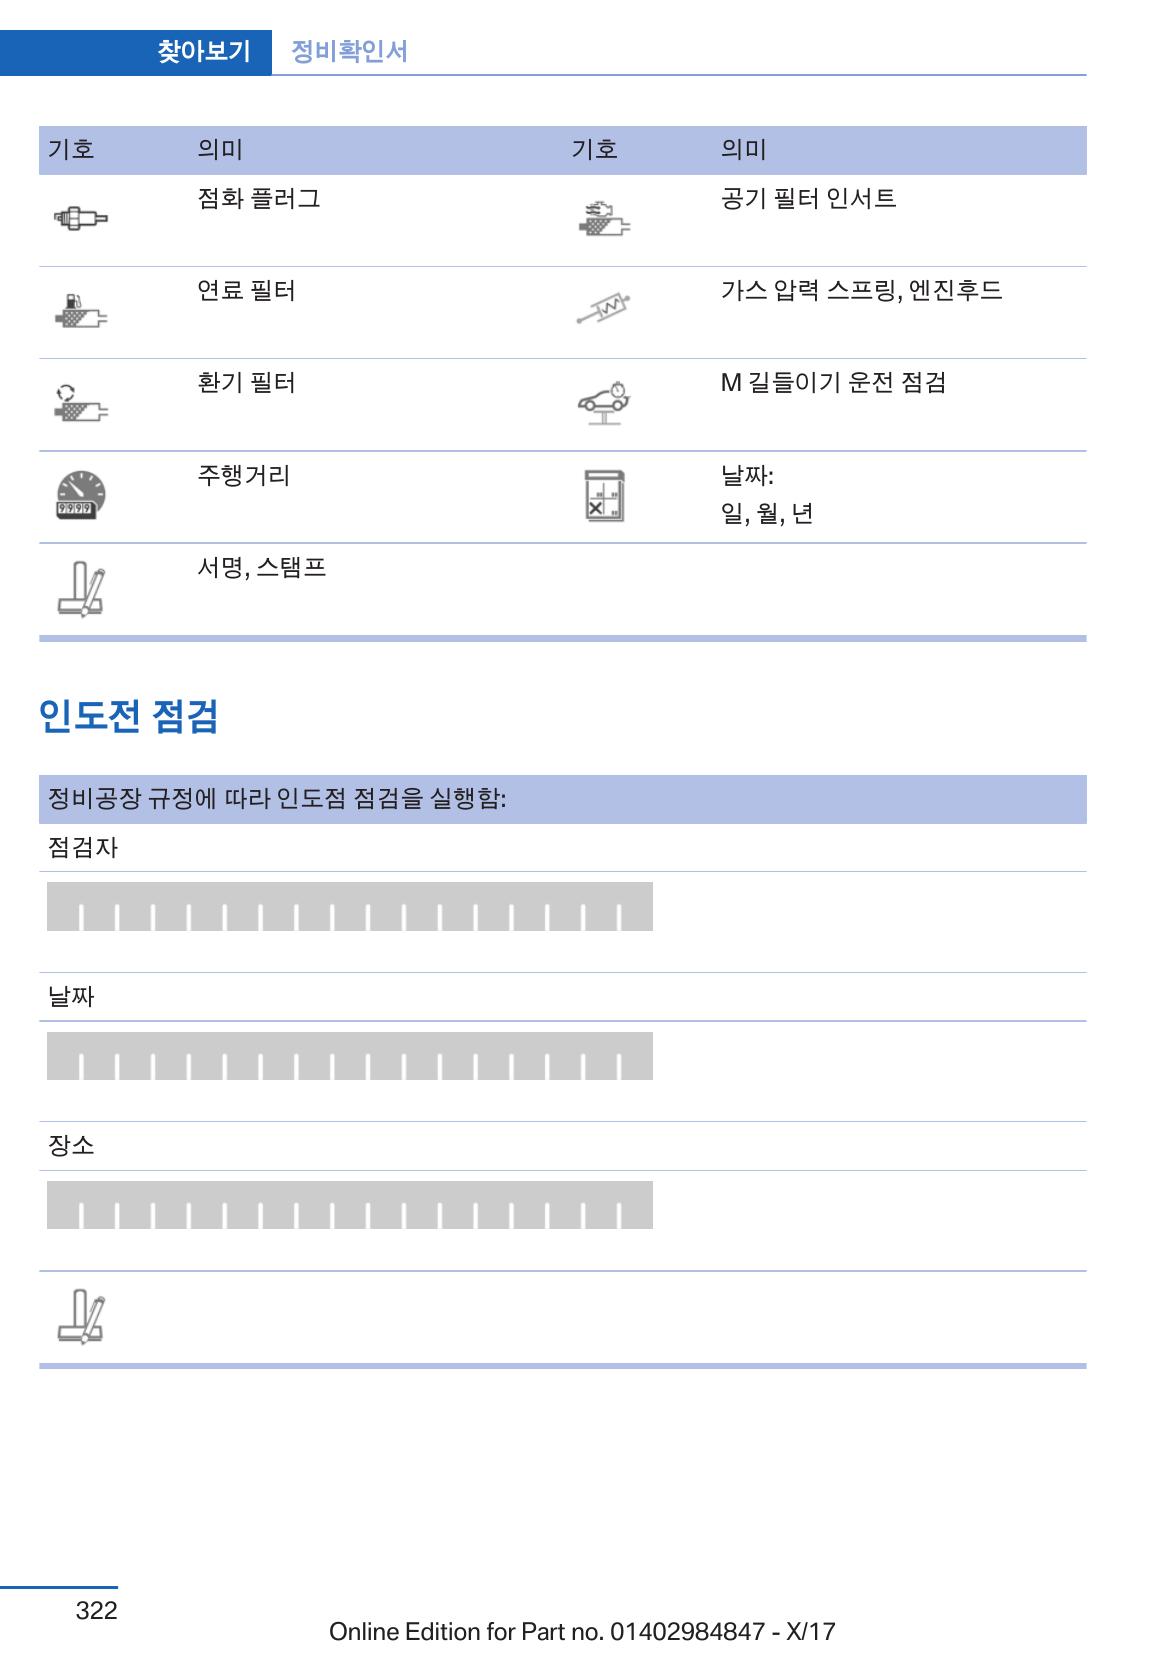 찾아보기 정비확인서
기호 의미 기호 의미
점화 플러그 공기 필터 인서트
연료 필터 가스 압력 스프링, 엔진후드
환기 필터 M 길들이기 운전 점검
주행거리 날짜:
일, 월, 년
서명, 스탬프
인도전 점검
정비공장 규정에 따라 인도점 점검을 실행함:
점검자
날짜
장소
322
Online Edition for Part no. 01402984847 - X/17